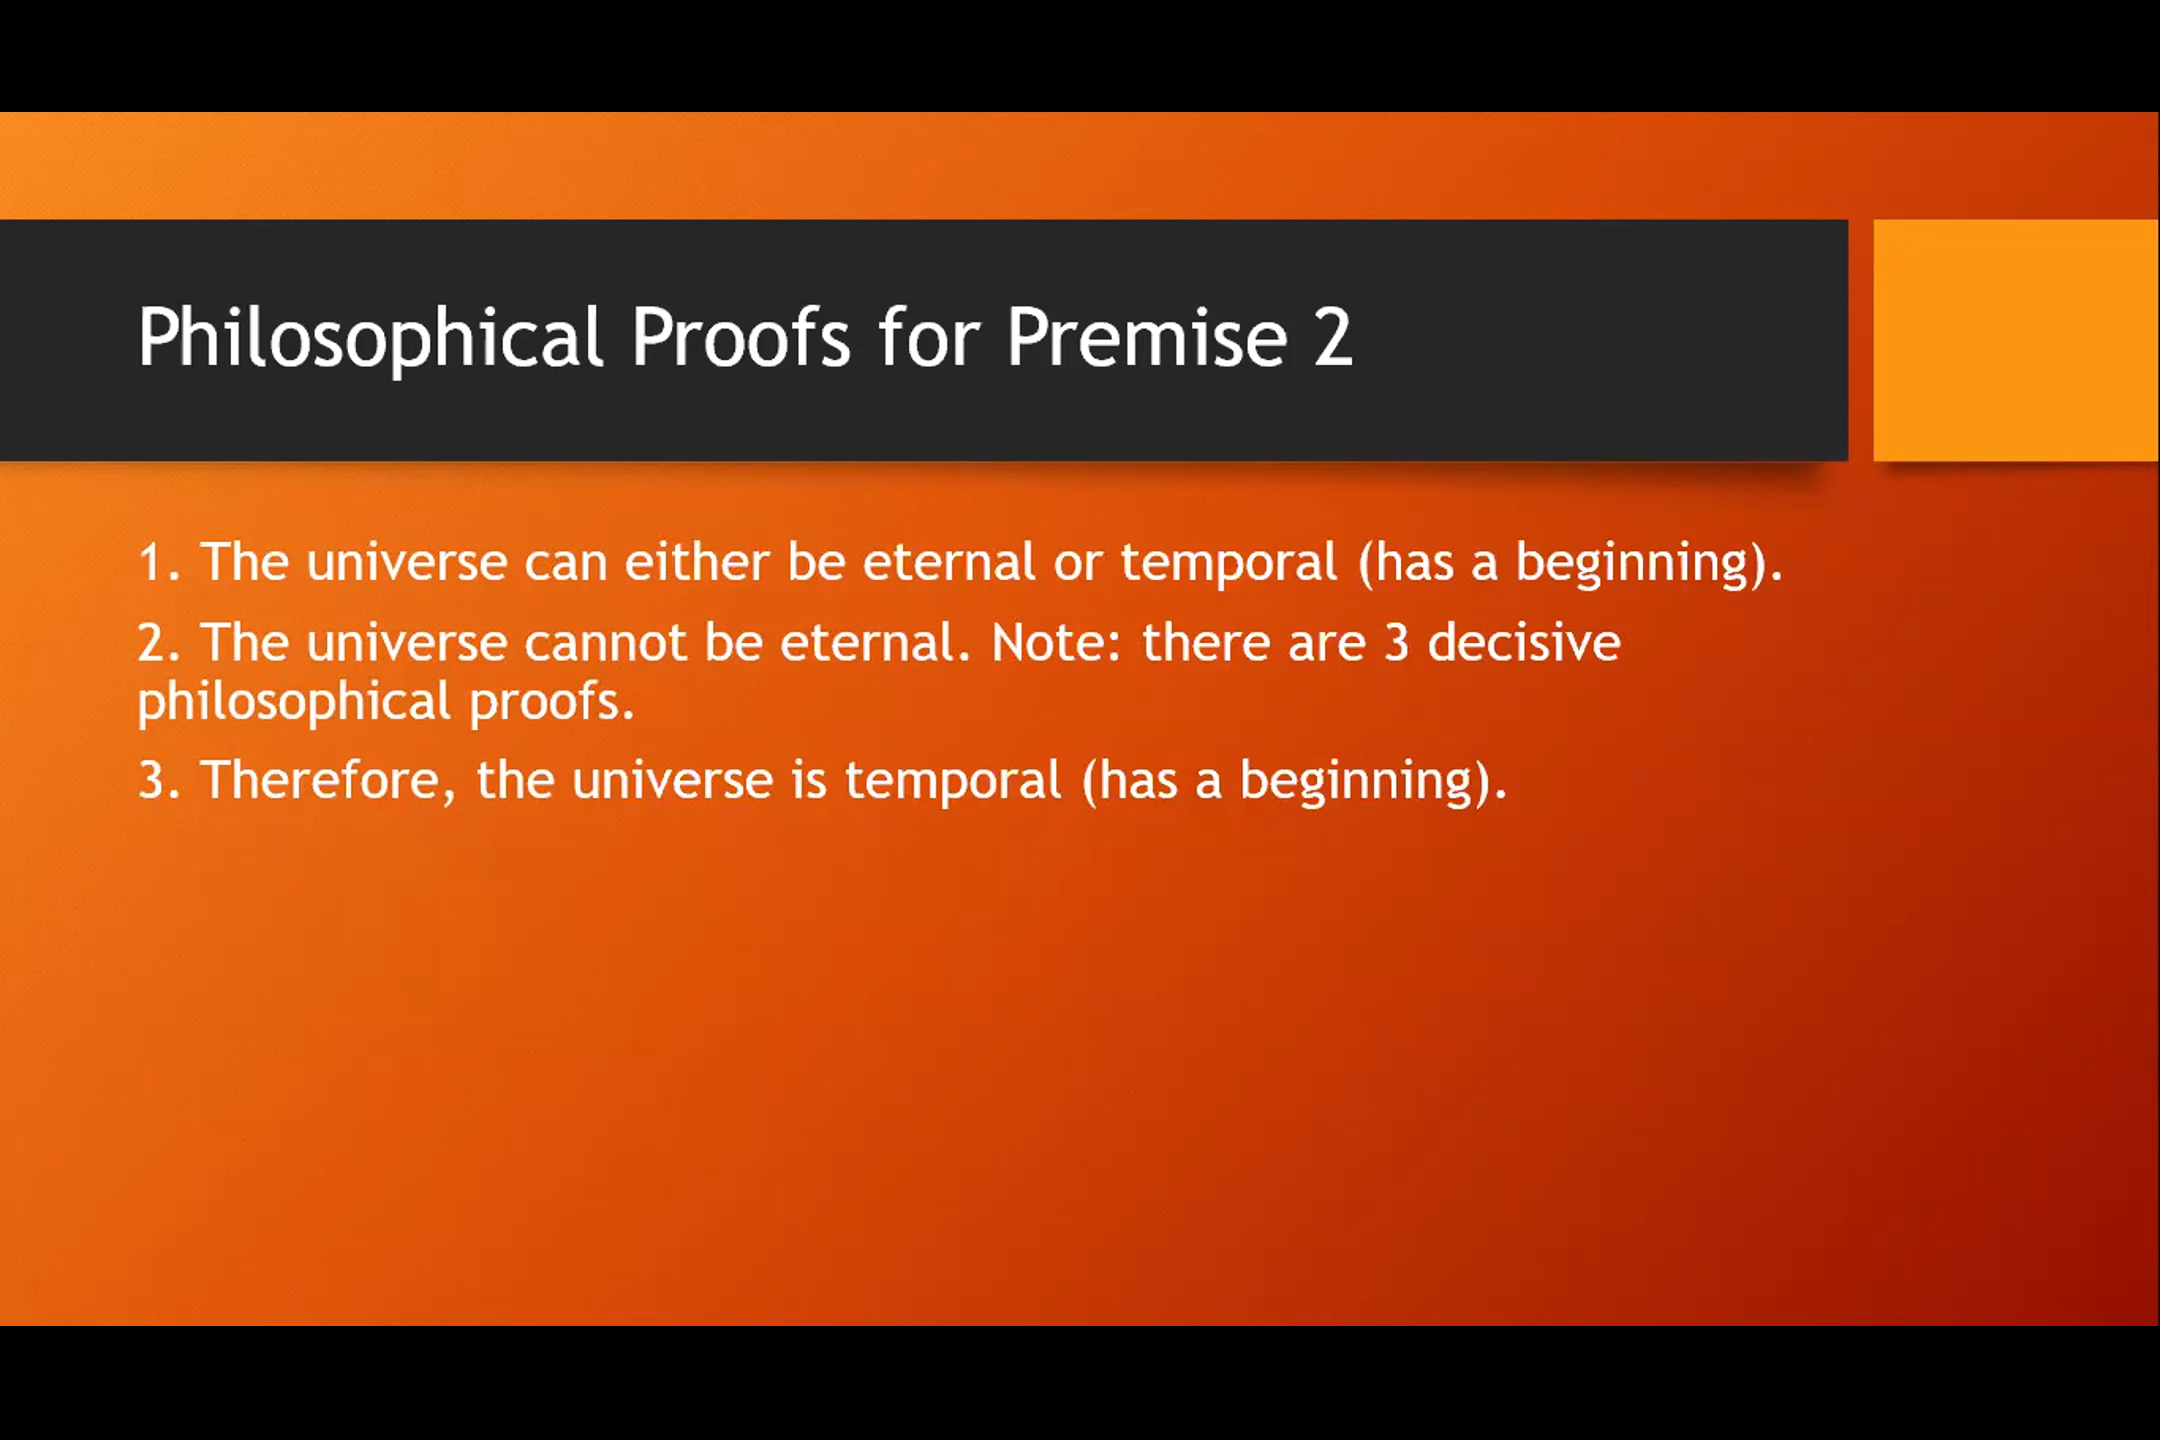 Philosophical Proofs for Premise 2
1. The universe can either be eternal or temporal (has a beginning).
2. The universe cannot be eternal. Note: there are 3 decisive
philosophical proofs.
3. Therefore, the universe is temporal (has a beginning).